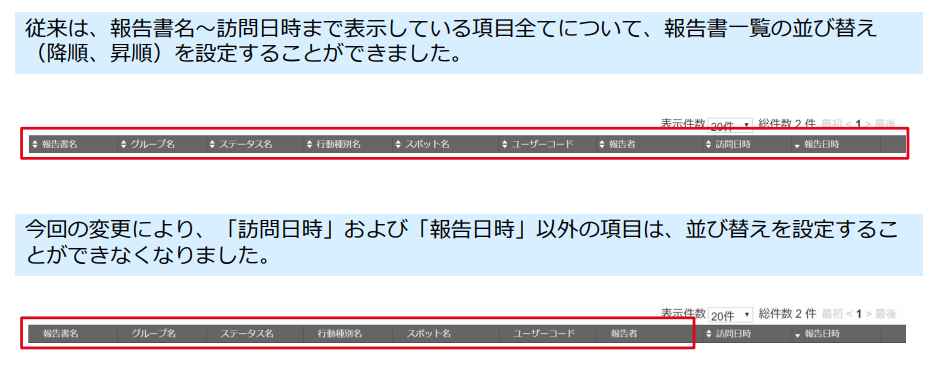 従来は、報告書名～訪問日時まで表示している項目全てについて、報告書一覧の並び替え
（降順、昇順）を設定することができました。
表示件数 20件 総件数 2 件 最初 < 1 > 最後
報告書名 グループ名 ステータス名 行動種別名 スポット名 ユーザーコード 報告者 訪問日時 報告日時
今回の変更により、「訪問日時」および「報告日時」以外の項目は、並び替えを設定するこ
とができなくなりました。
表示件数 20件 総件数 2 件 最初 < 1 > 最後
報告書名 グループ名 ステータス名 行動種別名 スポット名 ユーザーコード 報告者 訪問日時 報告日時